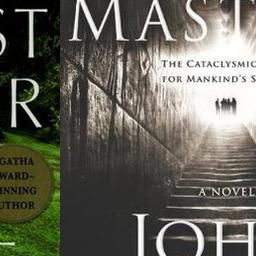 ST
R
AGATHA
AWARD–
WINNING
AUTHOR
MAST
THE CATACLYSMIC
FOR MANKIND'S S
A NOVEL
JOH